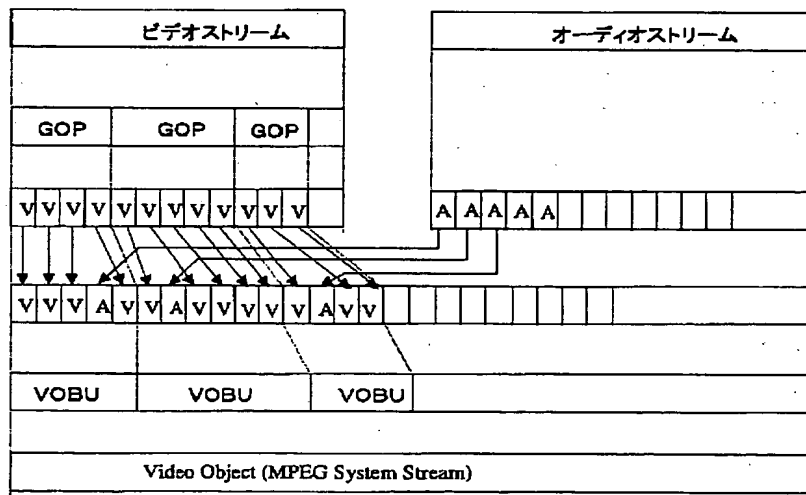 ビデオストリーム
オーディオストリーム
GOP GOP GOP
V V V V V V V V V V V V
A A A A A
V V V A V V A V V V V V A V V
VOBU VOBU VOBU
Video Object (MPEG System Stream)